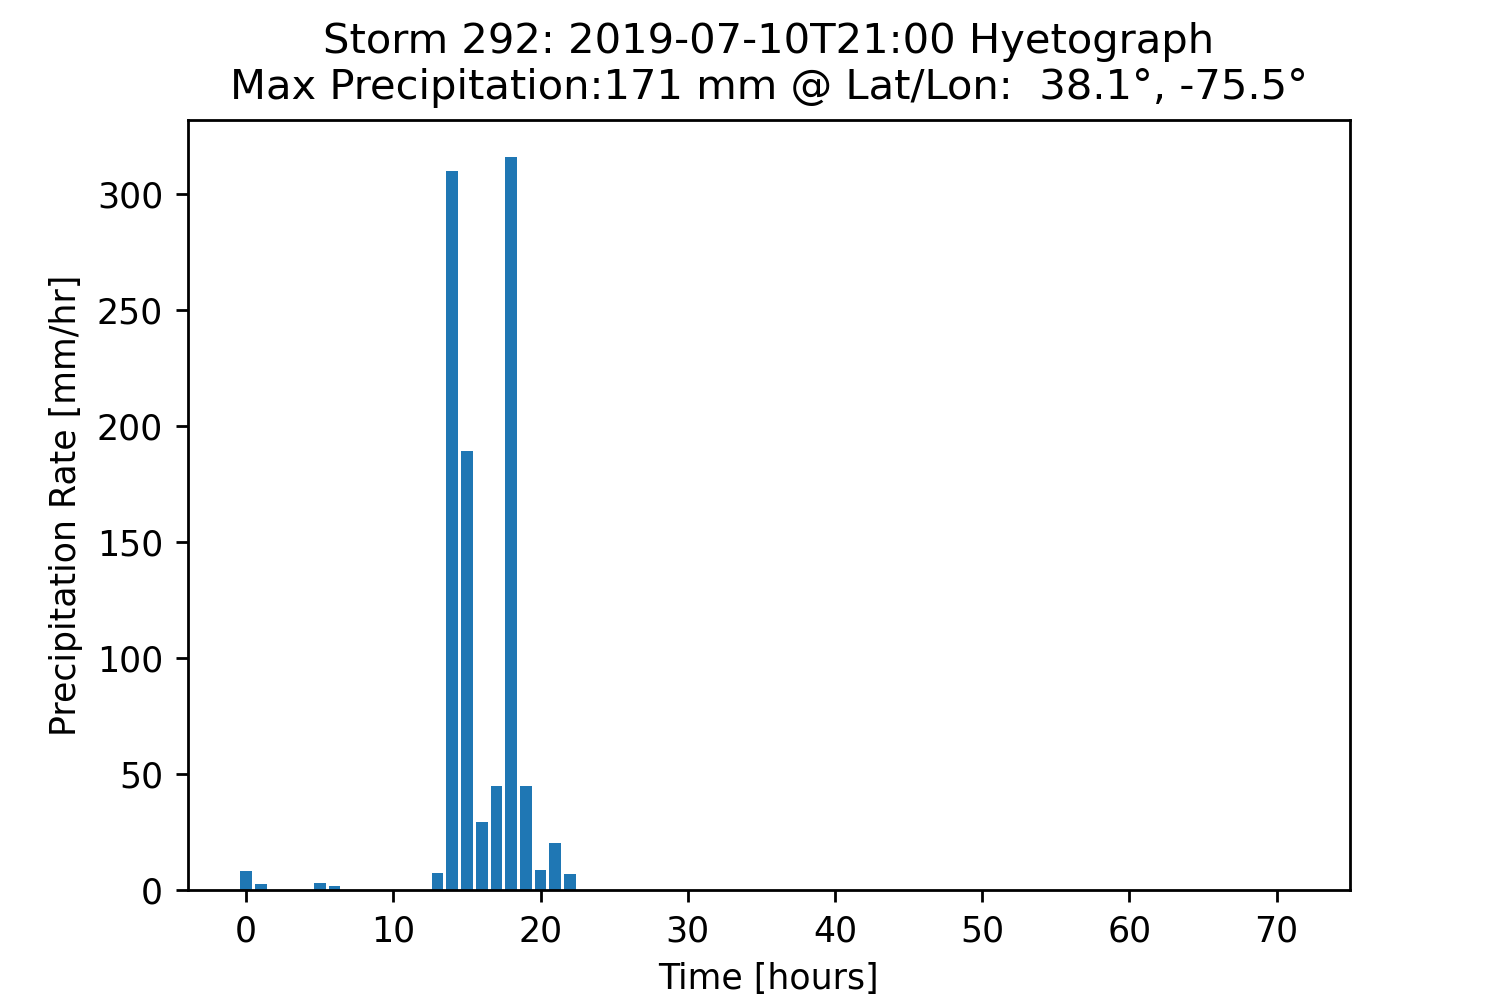 Storm 292: 2019-07-10T21:00 Hyetograph
Max Precipitation:171 mm @ Lat/Lon:  38.1°, -75.5°
Precipitation Rate [mm/hr]
300
250
200
150
100
50
0
0 10 20 30 40 50 60 70
Time [hours]